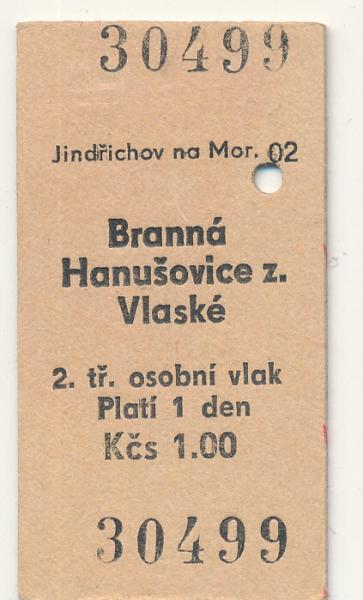 30499
Jindřichov na Mor. 02
Branná
Hanušovice z.
Vlaské
2. tř. osobní vlak
Platí 1 den
Kčs 1.00
30499